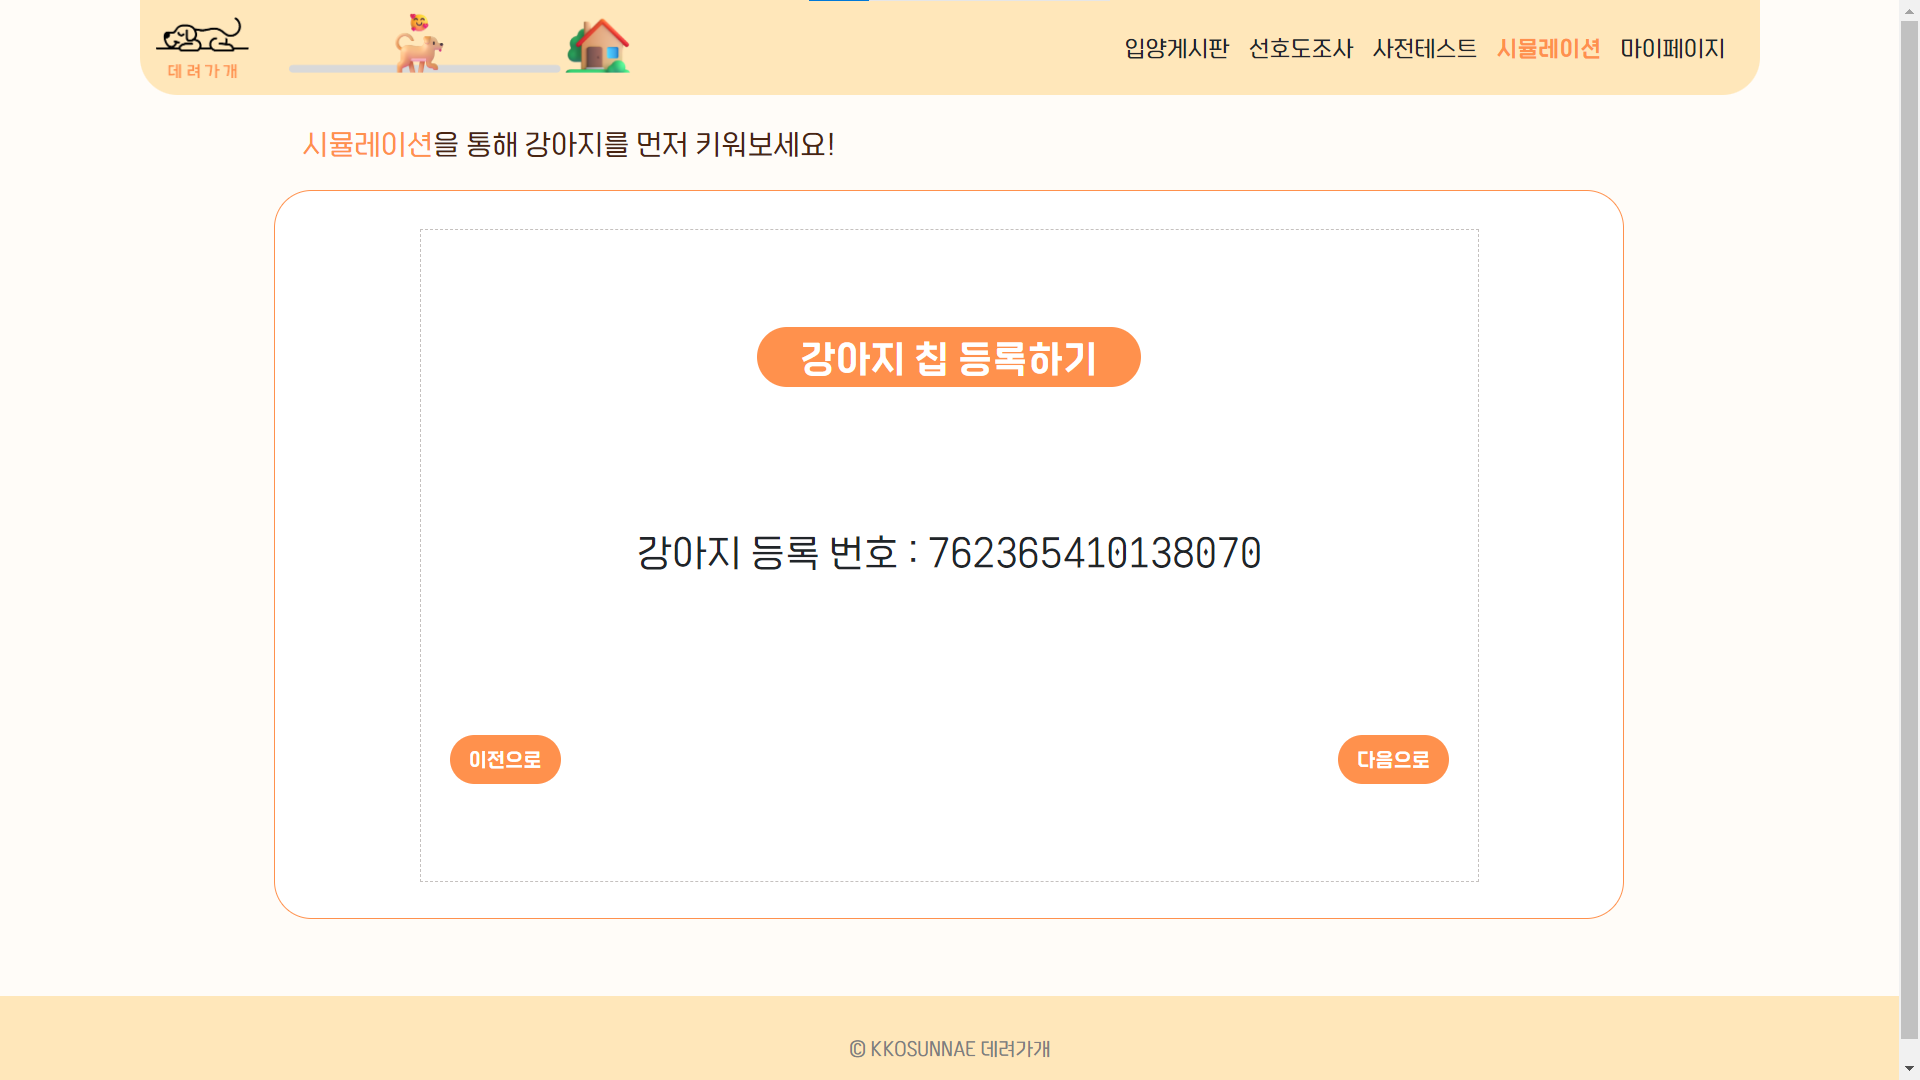 데려가개
입양게시판 선호도조사 사전테스트 시뮬레이션 마이페이지
시뮬레이션을 통해 강아지를 먼저 키워보세요!
강아지 칩 등록하기
강아지 등록 번호 : 762365410138070
이전으로 다음으로
© KKOSUNNAE 데려가개